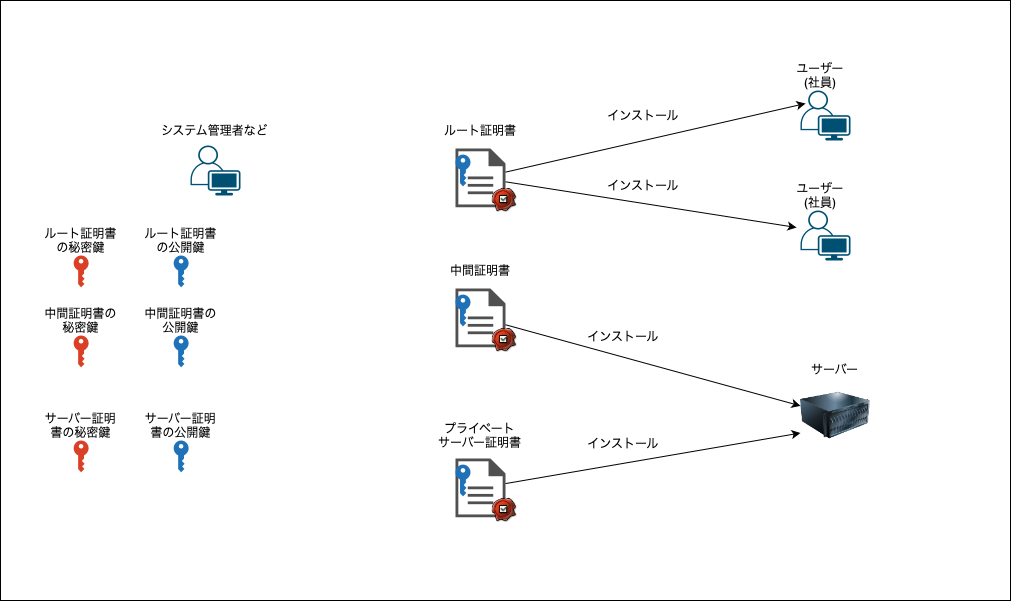 システム管理者など
ルート証明書
の秘密鍵
ルート証明書
の公開鍵
中間証明書の
秘密鍵
中間証明書の
公開鍵
サーバー証明
書の秘密鍵
サーバー証明
書の公開鍵
ルート証明書
インストール
インストール
ユーザー
(社員)
ユーザー
(社員)
中間証明書
インストール
プライベート
サーバー証明書
インストール
サーバー